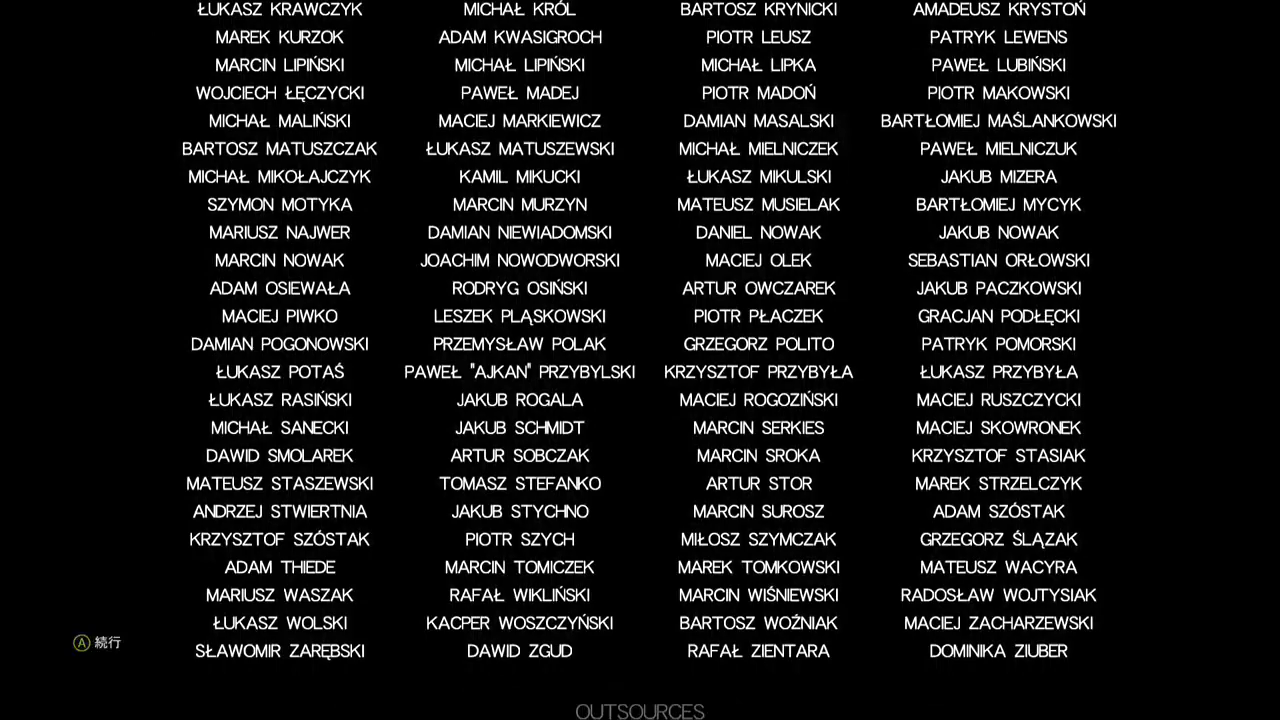 ŁUKASZ KRAWCZYK MICHAŁ KRÓL BARTOSZ KRYNICKI AMADEUSZ KRYSTOŃ
MAREK KURZOK ADAM KWASIGROCH PIOTR LEUSZ PATRYK LEWENS
MARCIN LIPIŃSKI MICHAŁ LIPIŃSKI MICHAŁ LIPKA PAWEŁ LUBIŃSKI
WOJCIECH ŁĘCZYCKI PAWEŁ MADEJ PIOTR MADOŃ PIOTR MAKOWSKI
MICHAŁ MALIŃSKI MACIEJ MARKIEWICZ DAMIAN MASALSKI BARTŁOMIEJ MAŚLANKOWSKI
BARTOSZ MATUSZCZAK ŁUKASZ MATUSZEWSKI MICHAŁ MIELNICZEK PAWEŁ MIELNICZUK
MICHAŁ MIKOŁAJCZYK KAMIL MIKUCKI ŁUKASZ MIKULSKI JAKUB MIZERA
SZYMON MOTYKA MARCIN MURZYN MATEUSZ MUSIELAK BARTŁOMIEJ MYCYK
MARIUSZ NAJWER DAMIAN NIEWIADOMSKI DANIEL NOWAK JAKUB NOWAK
MARCIN NOWAK JOACHIM NOWODWORSKI MACIEJ OLEK SEBASTIAN ORŁOWSKI
ADAM OSIEWAŁA RODRYG OSIŃSKI ARTUR OWCZAREK JAKUB PACZKOWSKI
MACIEJ PIWKO LESZEK PLĄSKOWSKI PIOTR PŁACZEK GRACJAN PODŁĘCKI
DAMIAN POGONOWSKI PRZEMYSŁAW POLAK GRZEGORZ POLITO PATRYK POMORSKI
ŁUKASZ POTAŚ PAWEŁ "AJKAN" PRZYBYLSKI KRZYSZTOF PRZYBYŁA ŁUKASZ PRZYBYŁA
ŁUKASZ RASIŃSKI JAKUB ROGALA MACIEJ ROGOZIŃSKI MACIEJ RUSZCZYCKI
MICHAŁ SANECKI JAKUB SCHMIDT MARCIN SERKIES MACIEJ SKOWRONEK
DAWID SMOLAREK ARTUR SOBCZAK MARCIN SROKA KRZYSZTOF STASIAK
MATEUSZ STASZEWSKI TOMASZ STEFANKO ARTUR STOR MAREK STRZELCZYK
ANDRZEJ STWIERTNIA JAKUB STYCHNO MARCIN SUROSZ ADAM SZÓSTAK
KRZYSZTOF SZÓSTAK PIOTR SZYCH MIŁOSZ SZYMCZAK GRZEGORZ ŚLĄZAK
ADAM THIEDE MARCIN TOMICZEK MAREK TOMKOWSKI MATEUSZ WACYRA
MARIUSZ WASZAK RAFAŁ WIKLIŃSKI MARCIN WIŚNIEWSKI RADOSŁAW WOJTYSIAK
ŁUKASZ WOLSKI KACPER WOSZCZYŃSKI BARTOSZ WOŹNIAK MACIEJ ZACHARZEWSKI
A 続行
SŁAWOMIR ZARĘBSKI DAWID ZGUD RAFAŁ ZIENTARA DOMINIKA ZIUBER
OUTSOURCES